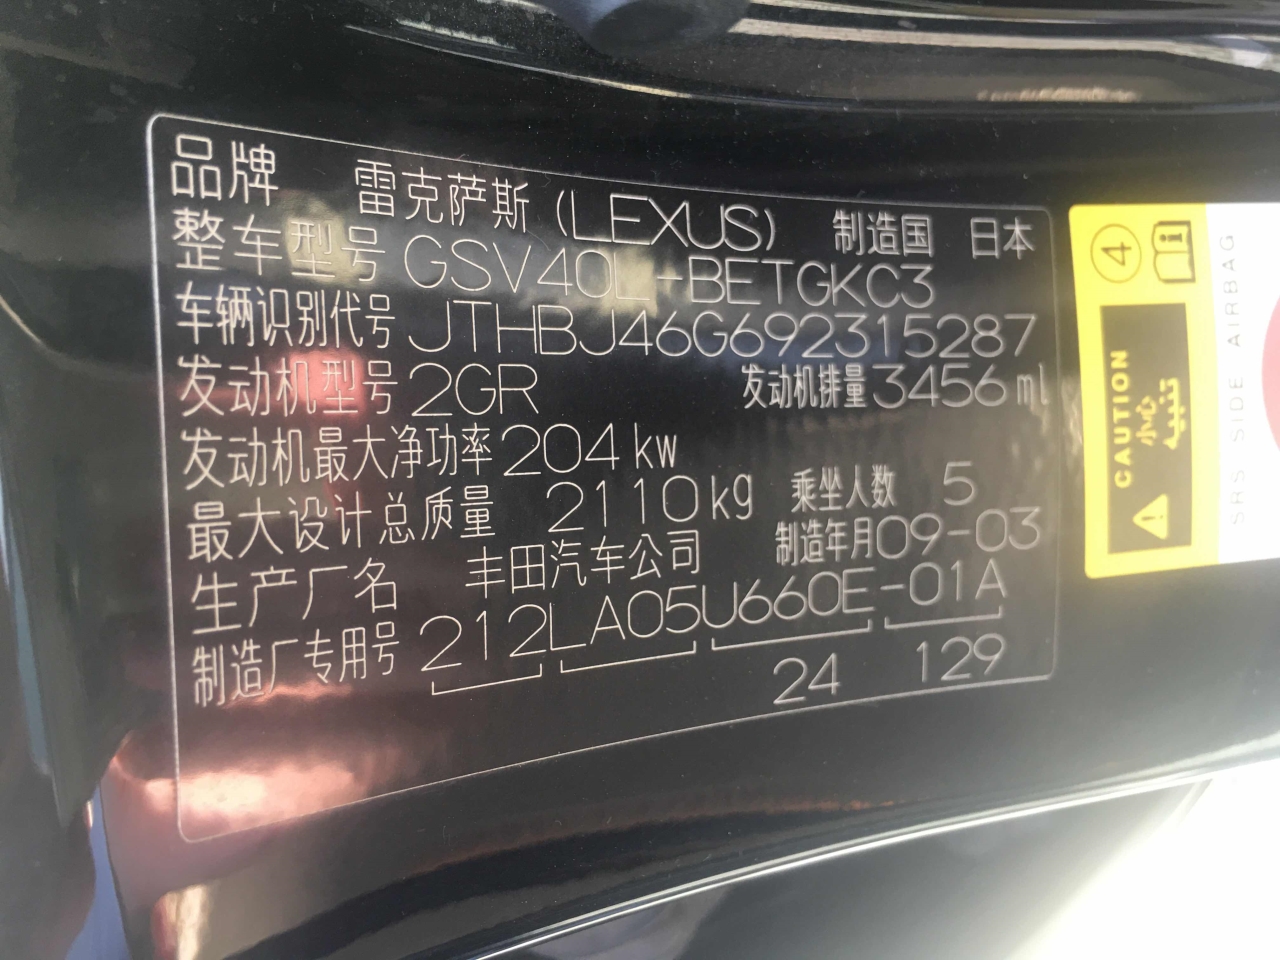 品牌 雷克萨斯 (LEXUS) 制造国 日本
整车型号 GSV40L-BETGKC3
车辆识别代号 JTHBJ46G692315287
发动机型号 2GR 发动机排量 3456 ml
发动机最大净功率 204 kw
最大设计总质量 2110 kg 乘坐人数 5
生产厂名 丰田汽车公司 制造年月 09-03
制造厂专用号 212LA05U660E-01A
24 129
4
CAUTION
小心
تنبيه
SRS SIDE AIRBAG